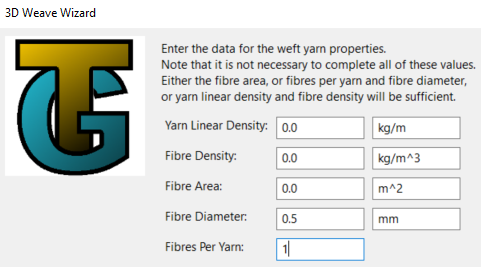 3D Weave Wizard
Enter the data for the weft yarn properties.
Note that it is not necessary to complete all of these values.
Either the fibre area, or fibres per yarn and fibre diameter,
or yarn linear density and fibre density will be sufficient.
Yarn Linear Density: 0.0 kg/m
Fibre Density: 0.0 kg/m^3
Fibre Area: 0.0 m^2
Fibre Diameter: 0.5 mm
Fibres Per Yarn: 1
TG